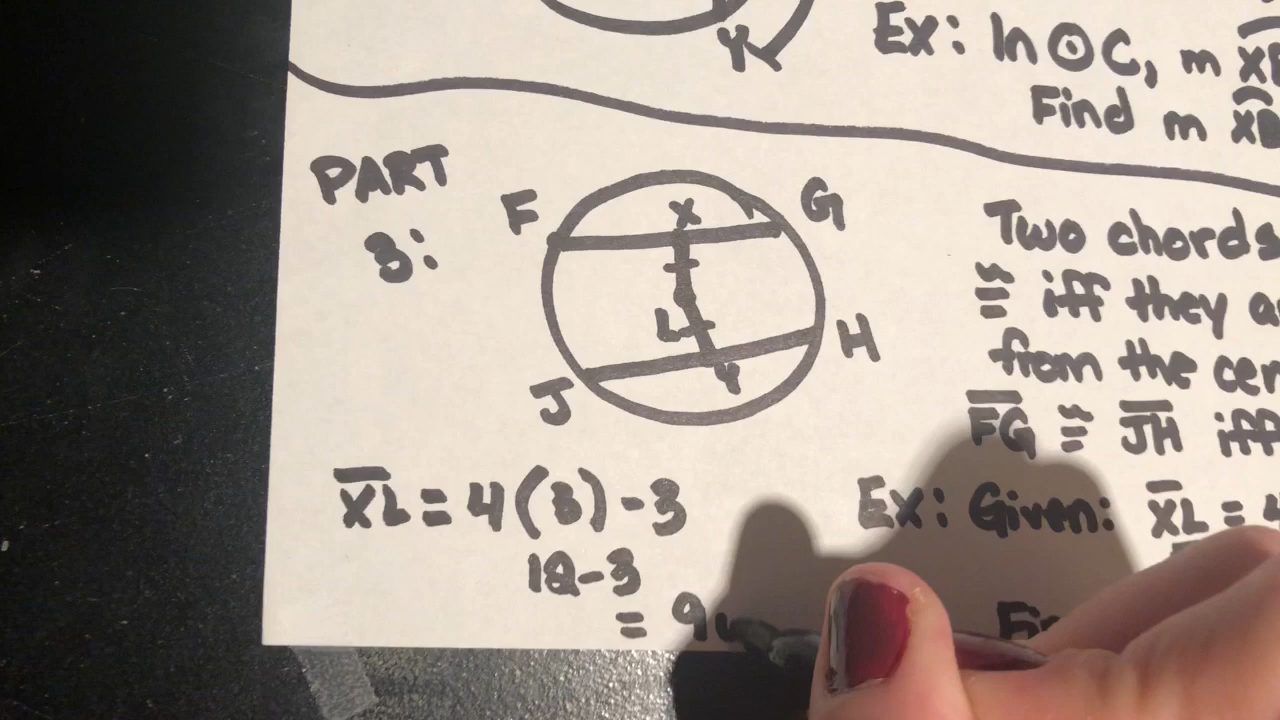 Y
Ex: In ⊙C, m
Find m
PART
3:
F
X
G
L
H
J
Y
Two chords
≅ iff they
from the
FG ≅ JH iff
XL = 4(3)-3
12-3
= 9
Ex: Given: XL = 4